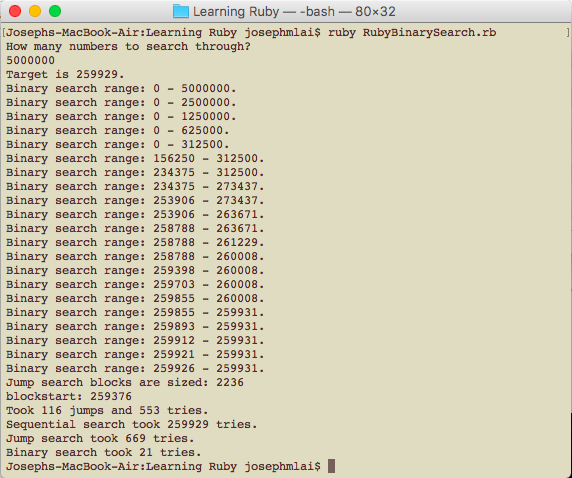 Learning Ruby — -bash — 80×32
[Josephs-MacBook-Air:Learning Ruby josephmlai$ ruby RubyBinarySearch.rb ]
How many numbers to search through?
5000000
Target is 259929.
Binary search range: 0 - 5000000.
Binary search range: 0 - 2500000.
Binary search range: 0 - 1250000.
Binary search range: 0 - 625000.
Binary search range: 0 - 312500.
Binary search range: 156250 - 312500.
Binary search range: 234375 - 312500.
Binary search range: 234375 - 273437.
Binary search range: 253906 - 273437.
Binary search range: 253906 - 263671.
Binary search range: 258788 - 263671.
Binary search range: 258788 - 261229.
Binary search range: 258788 - 260008.
Binary search range: 259398 - 260008.
Binary search range: 259703 - 260008.
Binary search range: 259855 - 260008.
Binary search range: 259855 - 259931.
Binary search range: 259893 - 259931.
Binary search range: 259912 - 259931.
Binary search range: 259921 - 259931.
Binary search range: 259926 - 259931.
Jump search blocks are sized: 2236
blockstart: 259376
Took 116 jumps and 553 tries.
Sequential search took 259929 tries.
Jump search took 669 tries.
Binary search took 21 tries.
Josephs-MacBook-Air:Learning Ruby josephmlai$